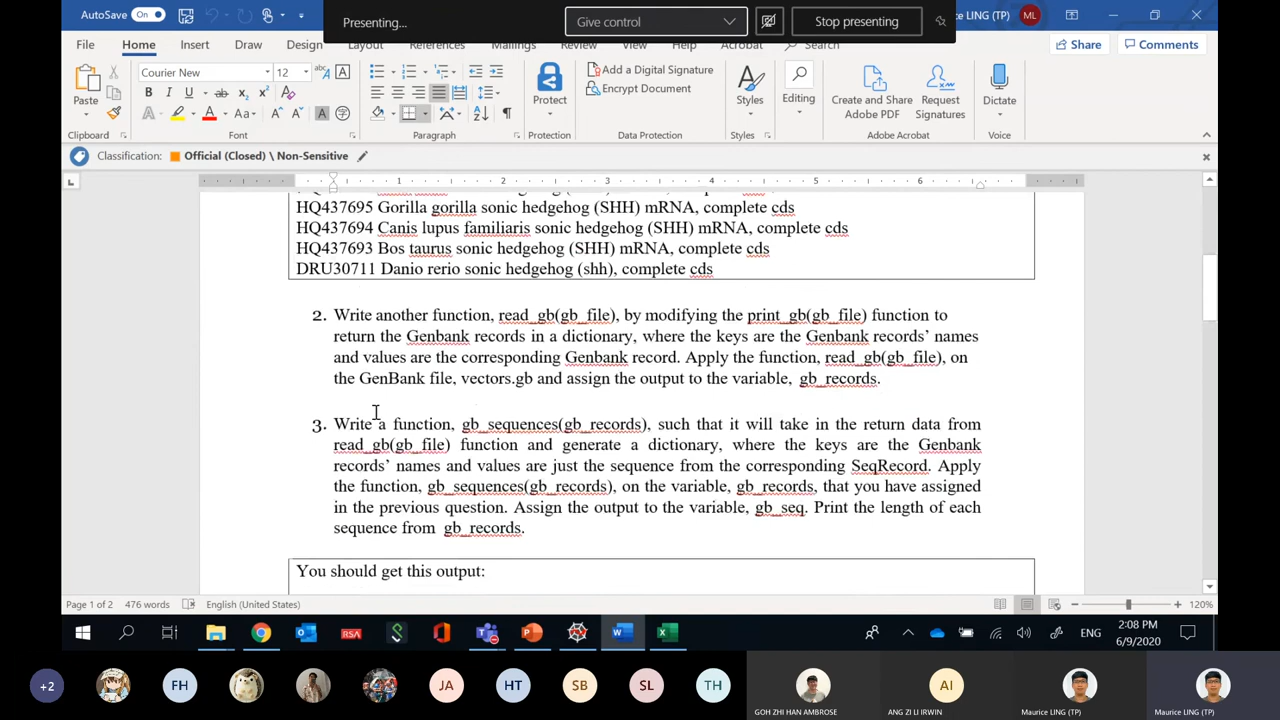 AutoSave On
Presenting...
Give control
Stop presenting
ice LING (TP) ML
File Home Insert Draw Design Layout References Mailings Review View Help Acrobat Search
Share
Comments
Paste
Clipboard
Courier New 12
Font
Paragraph
Protect
Protection
Add a Digital Signature
Encrypt Document
Data Protection
Styles
Styles
Editing
Create and Share Adobe PDF
Request Signatures
Adobe Acrobat
Dictate
Voice
Classification: Official (Closed) \ Non-Sensitive
1 2 3 4 5 6
HQ437695 Gorilla gorilla sonic hedgehog (SHH) mRNA, complete cds
HQ437694 Canis lupus familiaris sonic hedgehog (SHH) mRNA, complete cds
HQ437693 Bos taurus sonic hedgehog (SHH) mRNA, complete cds
DRU30711 Danio rerio sonic hedgehog (shh), complete cds
2. Write another function, read_gb(gb_file), by modifying the print_gb(gb_file) function to
return the Genbank records in a dictionary, where the keys are the Genbank records’ names
and values are the corresponding Genbank record. Apply the function, read_gb(gb_file), on
the GenBank file, vectors.gb and assign the output to the variable, gb_records.
3. Write a function, gb_sequences(gb_records), such that it will take in the return data from
read_gb(gb_file) function and generate a dictionary, where the keys are the Genbank
records’ names and values are just the sequence from the corresponding SeqRecord. Apply
the function, gb_sequences(gb_records), on the variable, gb_records, that you have assigned
in the previous question. Assign the output to the variable, gb_seq. Print the length of each
sequence from gb_records.
You should get this output:
Page 1 of 2 476 words English (United States) 120%
ENG 2:08 PM
6/9/2020
+2 FH JA HT SB SL TH AI
GOH ZHI HAN AMBROSE
ANG ZI LI IRWIN
Maurice LING (TP)
Maurice LING (TP)